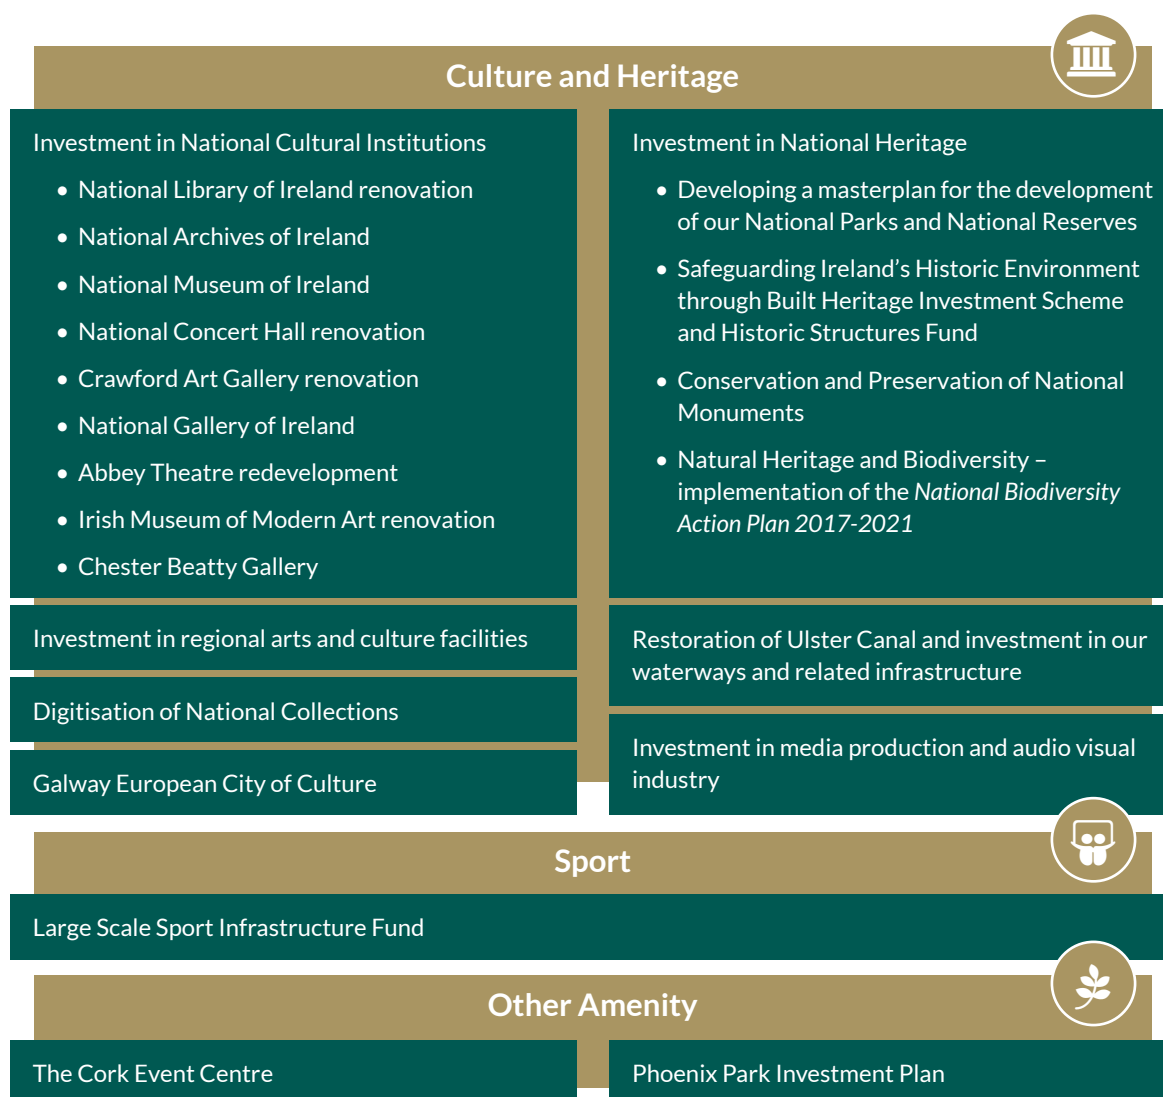 Culture and Heritage
Investment in National Cultural Institutions
• National Library of Ireland renovation
• National Archives of Ireland
• National Museum of Ireland
• National Concert Hall renovation
• Crawford Art Gallery renovation
• National Gallery of Ireland
• Abbey Theatre redevelopment
• Irish Museum of Modern Art renovation
• Chester Beatty Gallery
Investment in regional arts and culture facilities
Digitisation of National Collections
Galway European City of Culture
Investment in National Heritage
• Developing a masterplan for the development
of our National Parks and National Reserves
• Safeguarding Ireland’s Historic Environment
through Built Heritage Investment Scheme
and Historic Structures Fund
• Conservation and Preservation of National
Monuments
• Natural Heritage and Biodiversity –
implementation of the National Biodiversity
Action Plan 2017-2021
Restoration of Ulster Canal and investment in our
waterways and related infrastructure
Investment in media production and audio visual
industry
Sport
Large Scale Sport Infrastructure Fund
Other Amenity
The Cork Event Centre
Phoenix Park Investment Plan